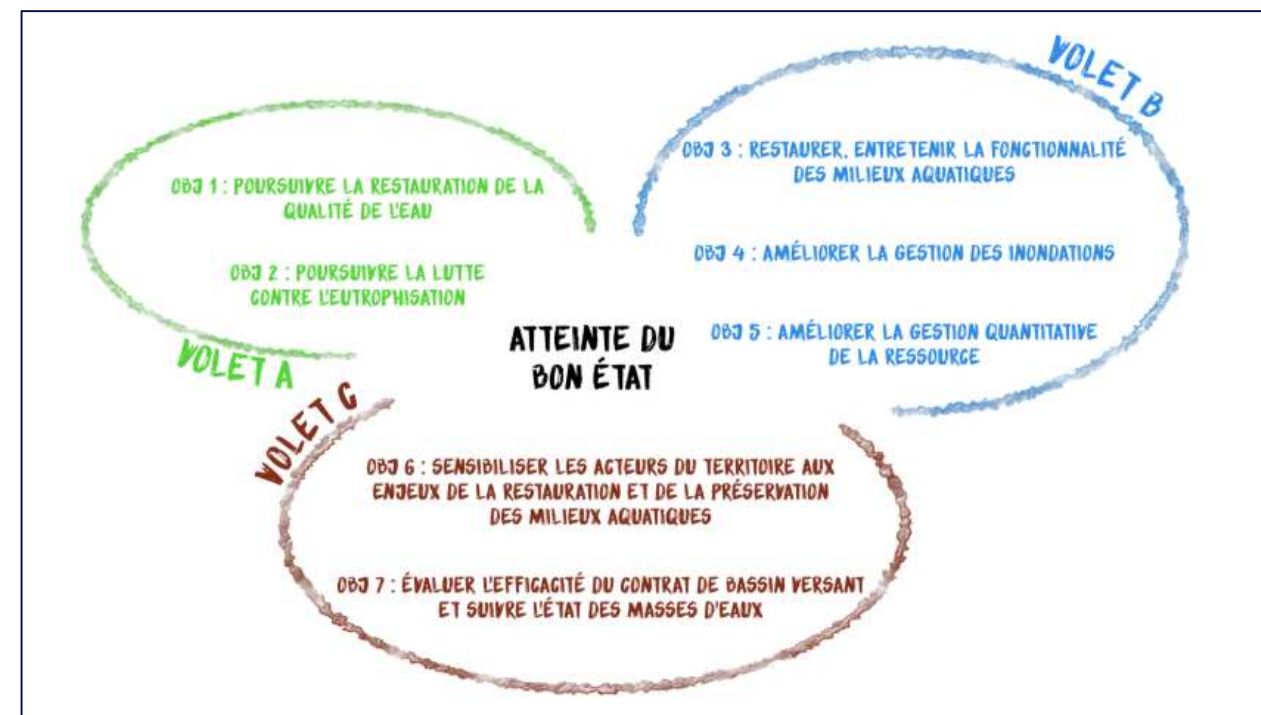 VOLET A
OBJ 1 : POURSUIVRE LA RESTAURATION DE LA
QUALITÉ DE L'EAU
OBJ 2 : POURSUIVRE LA LUTTE
CONTRE L'EUTROPHISATION
VOLET B
OBJ 3 : RESTAURER, ENTRETENIR LA FONCTIONNALITÉ
DES MILIEUX AQUATIQUES
OBJ 4 : AMÉLIORER LA GESTION DES INONDATIONS
OBJ 5 : AMÉLIORER LA GESTION QUANTITATIVE
DE LA RESSOURCE
ATTEINTE DU
BON ÉTAT
VOLET C
OBJ 6 : SENSIBILISER LES ACTEURS DU TERRITOIRE AUX
ENJEUX DE LA RESTAURATION ET DE LA PRÉSERVATION
DES MILIEUX AQUATIQUES
OBJ 7 : ÉVALUER L'EFFICACITÉ DU CONTRAT DE BASSIN VERSANT
ET SUIVRE L'ÉTAT DES MASSES D'EAUX